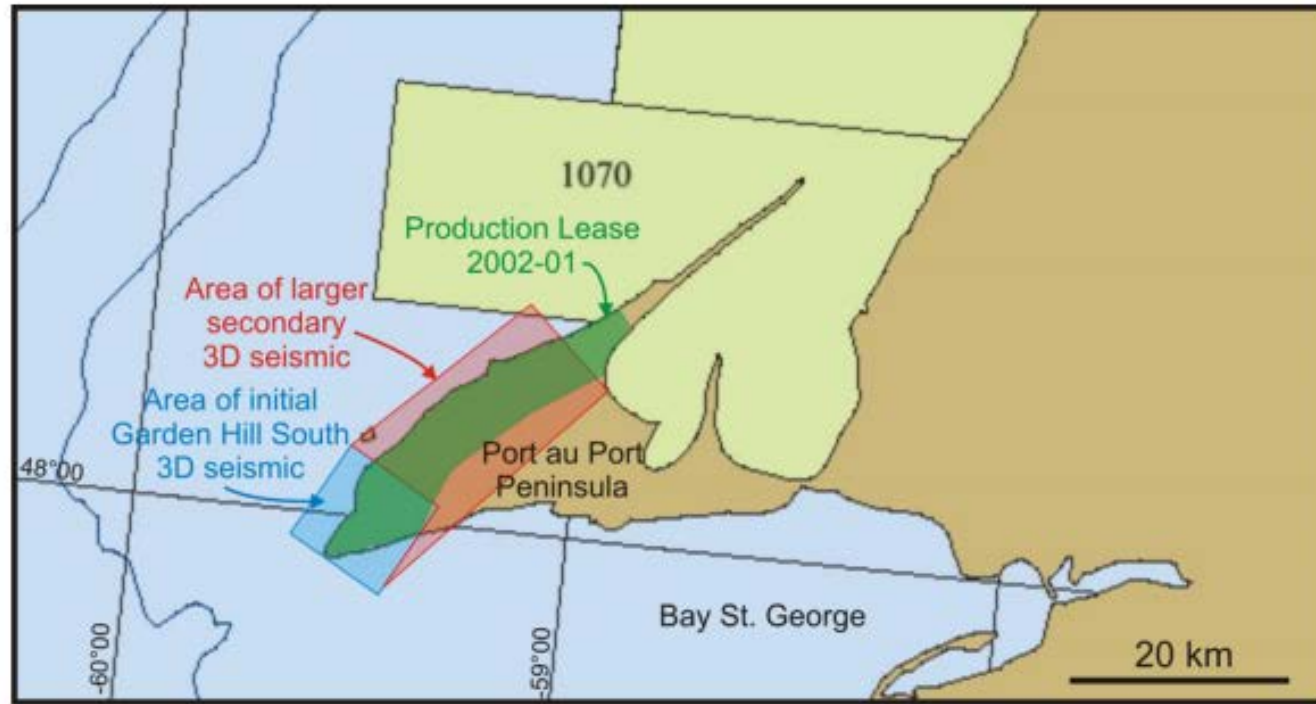 1070
Production Lease
2002-01
Area of larger
secondary
3D seismic
Area of initial
Garden Hill South
3D seismic
48°00
Port au Port
Peninsula
Bay St. George
-60°00
-59°00
20 km